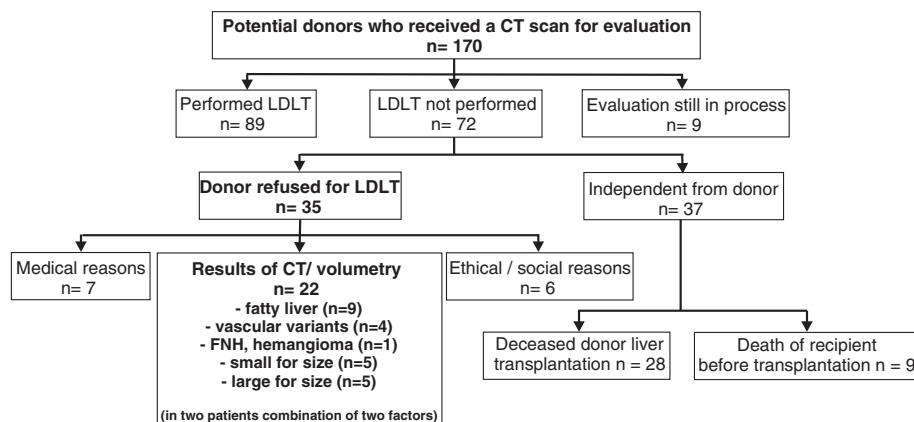 Potential donors who received a CT scan for evaluation
n= 170
Performed LDLT
n= 89
LDLT not performed
n= 72
Evaluation still in process
n= 9
Donor refused for LDLT
n= 35
Independent from donor
n= 37
Medical reasons
n= 7
Results of CT/ volumetry
n= 22
- fatty liver (n=9)
- vascular variants (n=4)
- FNH, hemangioma (n=1)
- small for size (n=5)
- large for size (n=5)
(in two patients combination of two factors)
Ethical / social reasons
n= 6
Deceased donor liver
transplantation n = 28
Death of recipient
before transplantation n = 9